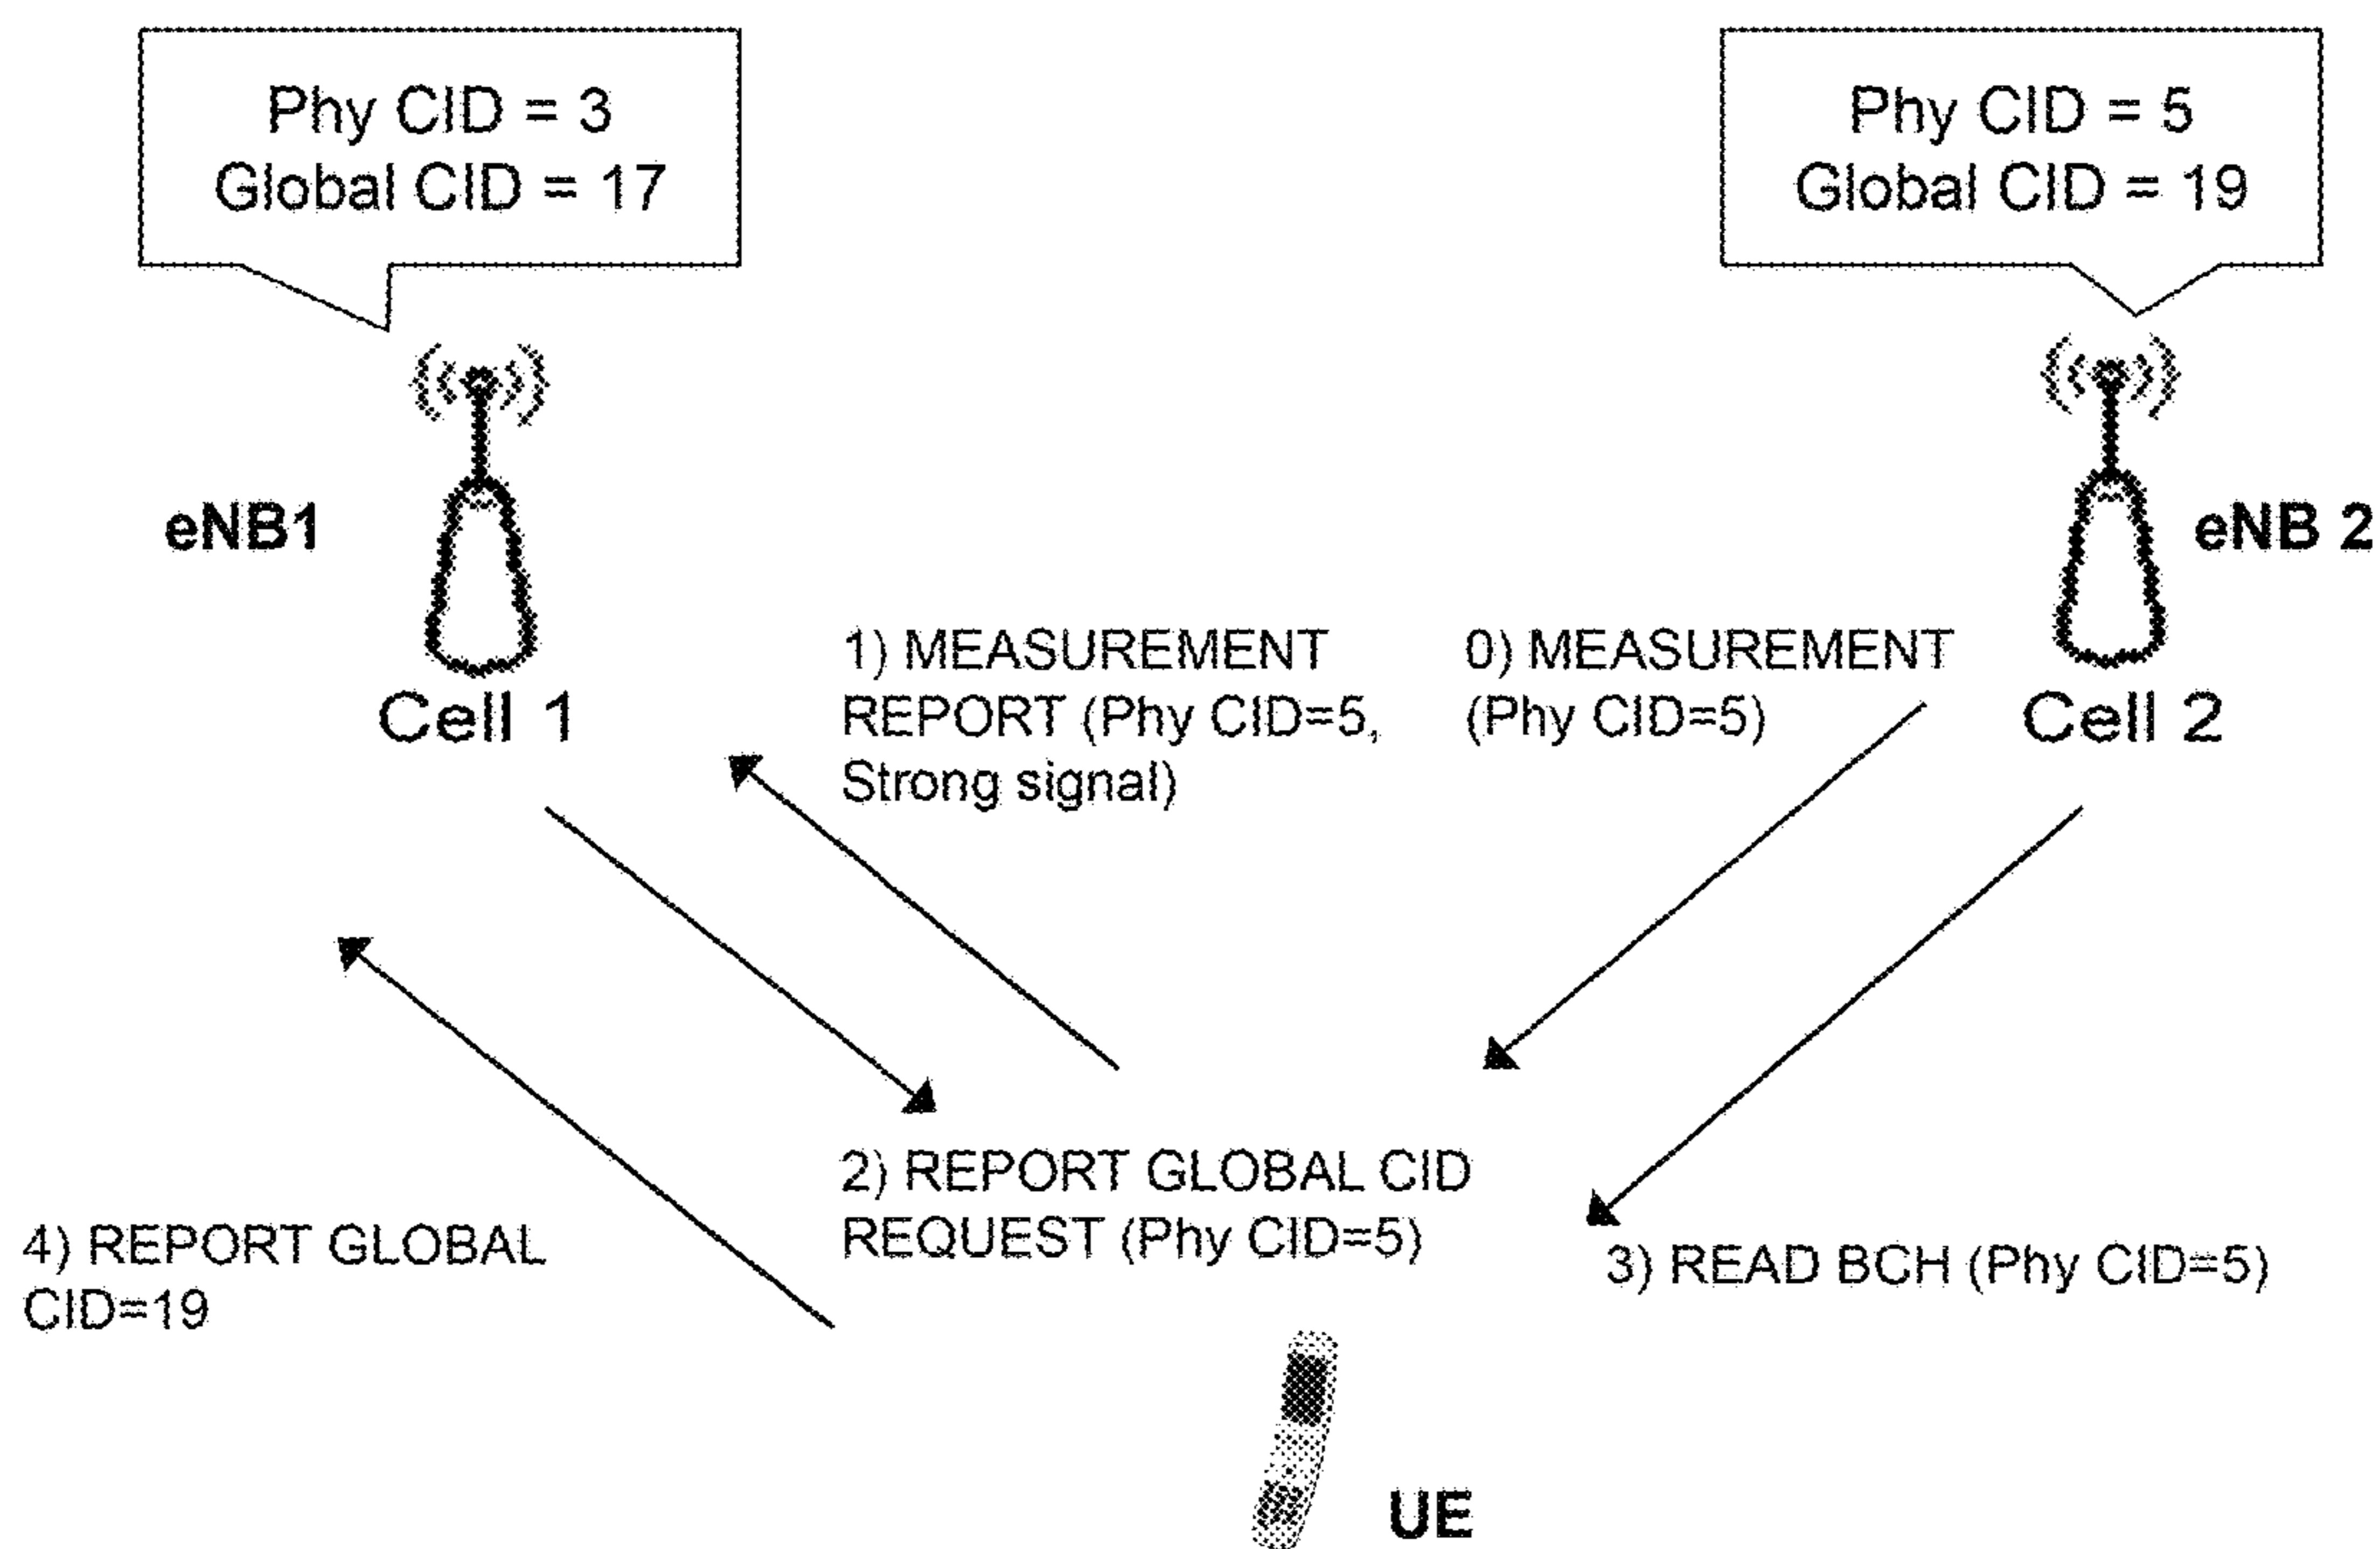 Phy CID = 3
Global CID = 17
Phy CID = 5
Global CID = 19
eNB1
eNB 2
Cell 1
Cell 2
1) MEASUREMENT
REPORT (Phy CID=5,
Strong signal)
0) MEASUREMENT
(Phy CID=5)
2) REPORT GLOBAL CID
REQUEST (Phy CID=5)
4) REPORT GLOBAL
CID=19
3) READ BCH (Phy CID=5)
UE